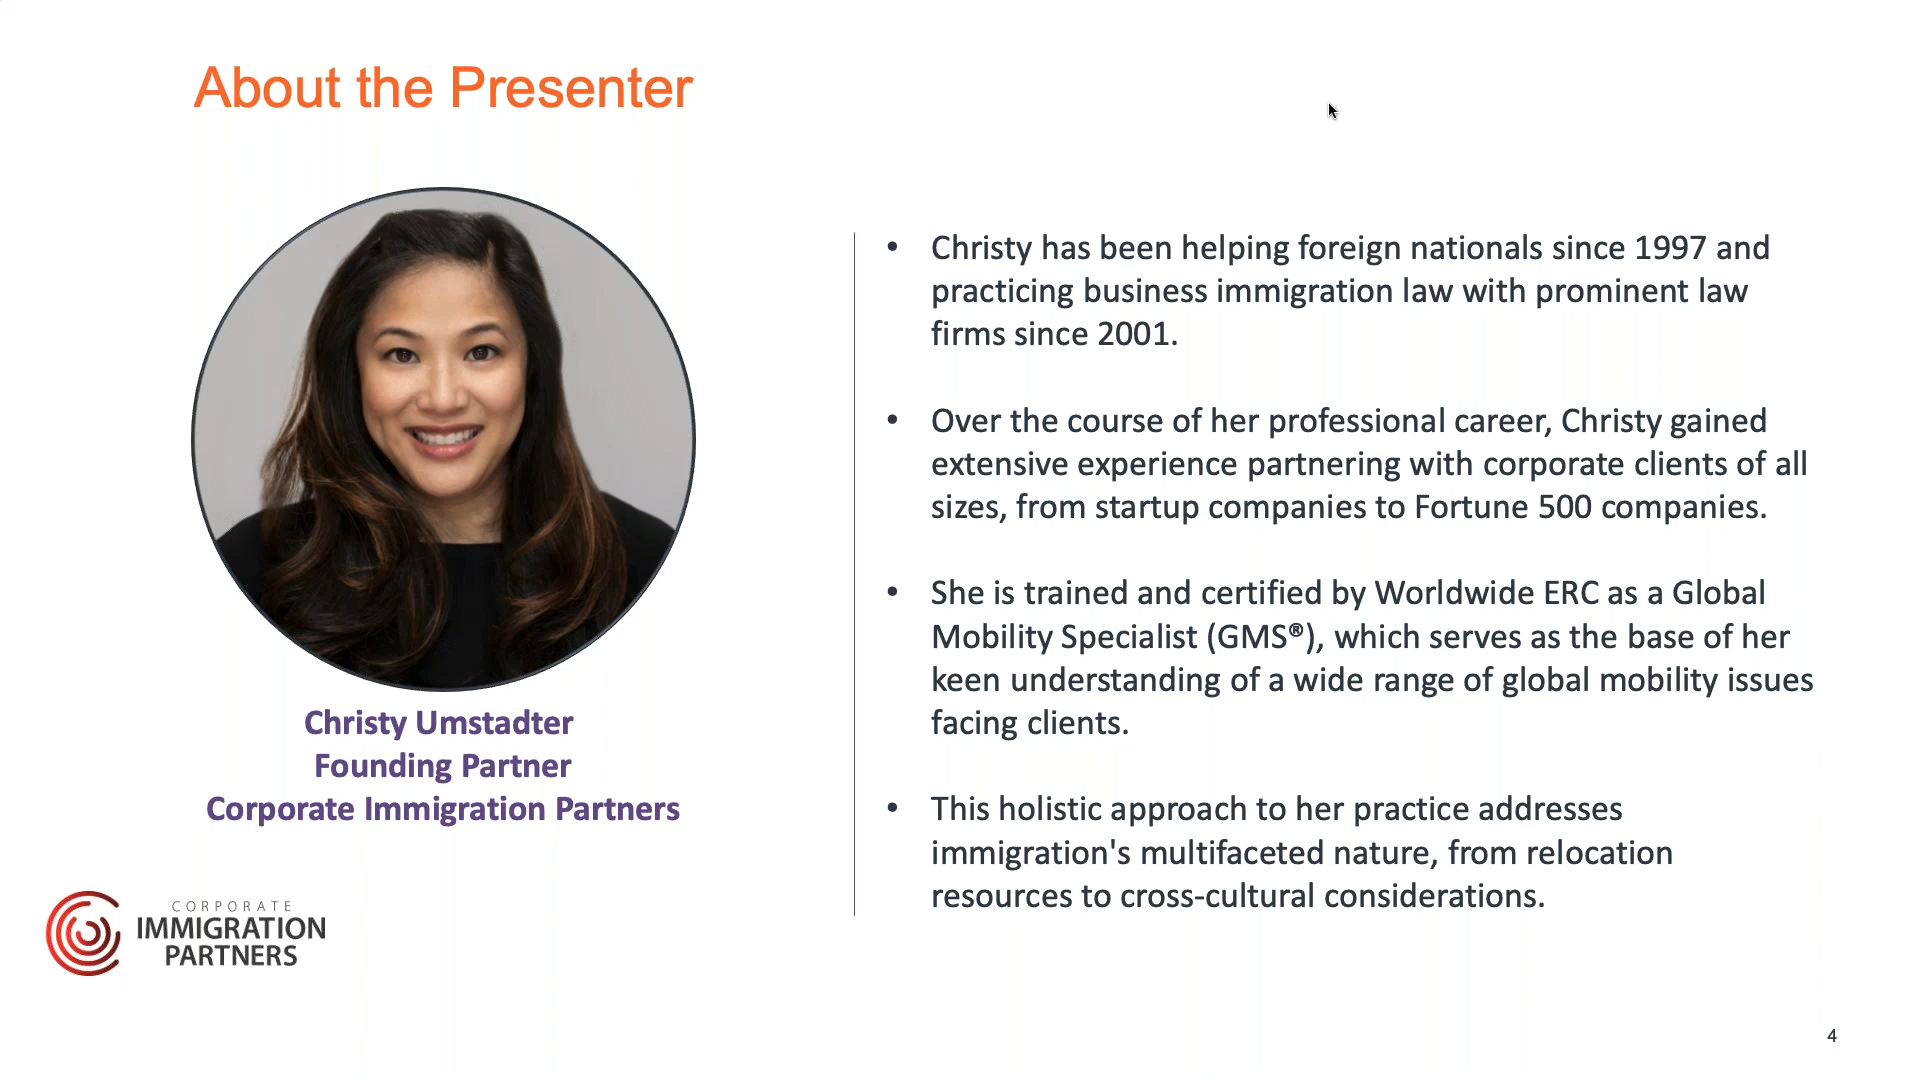 About the Presenter
• Christy has been helping foreign nationals since 1997 and
practicing business immigration law with prominent law
firms since 2001.
• Over the course of her professional career, Christy gained
extensive experience partnering with corporate clients of all
sizes, from startup companies to Fortune 500 companies.
• She is trained and certified by Worldwide ERC as a Global
Mobility Specialist (GMS®), which serves as the base of her
keen understanding of a wide range of global mobility issues
facing clients.
• This holistic approach to her practice addresses
immigration's multifaceted nature, from relocation
resources to cross-cultural considerations.
Christy Umstadter
Founding Partner
Corporate Immigration Partners
CORPORATE
IMMIGRATION
PARTNERS
4